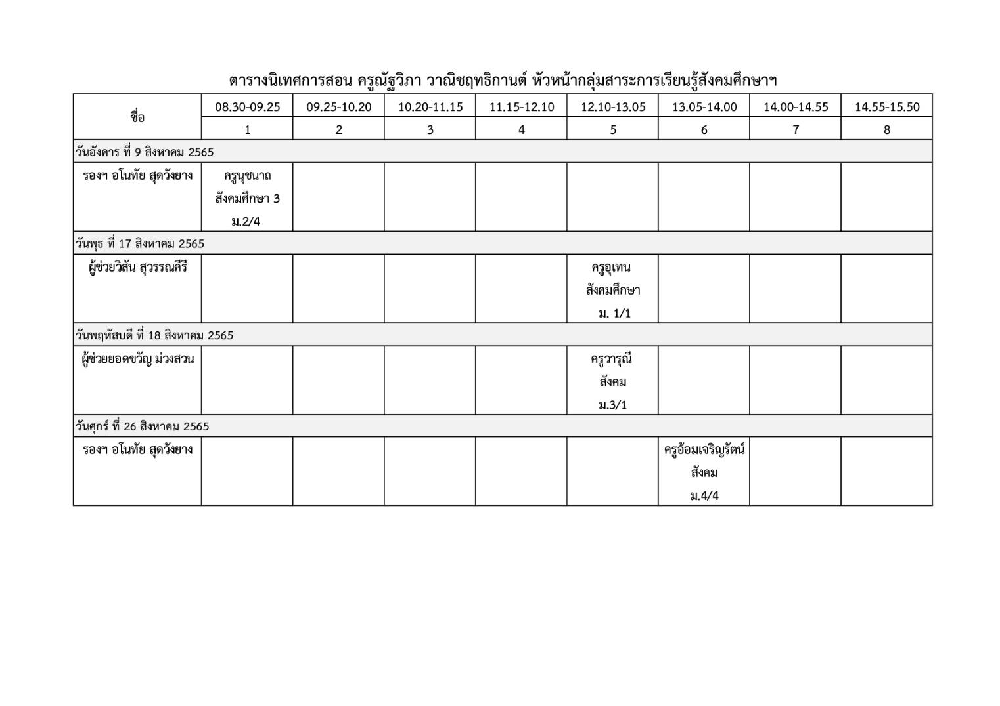 ตารางนิเทศการสอน ครูณัฐวิภา วาณิชฤทธิกานต์ หัวหน้ากลุ่มสาระการเรียนรู้สังคมศึกษาฯ
ชื่อ 08.30-09.25 09.25-10.20 10.20-11.15 11.15-12.10 12.10-13.05 13.05-14.00 14.00-14.55 14.55-15.50
1 2 3 4 5 6 7 8
วันอังคาร ที่ 9 สิงหาคม 2565
รองฯ อโนทัย สุดวังยาง ครูนุชนาถ
สังคมศึกษา 3
ม.2/4
วันพุธ ที่ 17 สิงหาคม 2565
ผู้ช่วยวิสัน สุวรรณคีรี ครูอุเทน
สังคมศึกษา
ม. 1/1
วันพฤหัสบดี ที่ 18 สิงหาคม 2565
ผู้ช่วยยอดขวัญ ม่วงสวน ครูวารุณี
สังคม
ม.3/1
วันศุกร์ ที่ 26 สิงหาคม 2565
รองฯ อโนทัย สุดวังยาง ครูอ้อมเจริญรัตน์
สังคม
ม.4/4